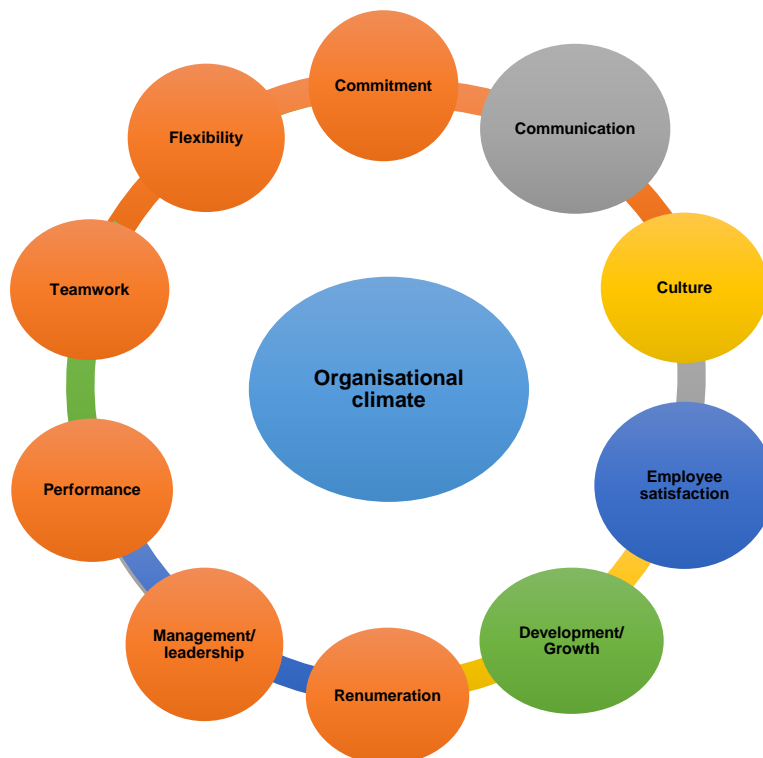 Commitment
Communication
Flexibility
Culture
Teamwork
Organisational
climate
Employee
satisfaction
Performance
Development/
Growth
Management/
leadership
Renumeration